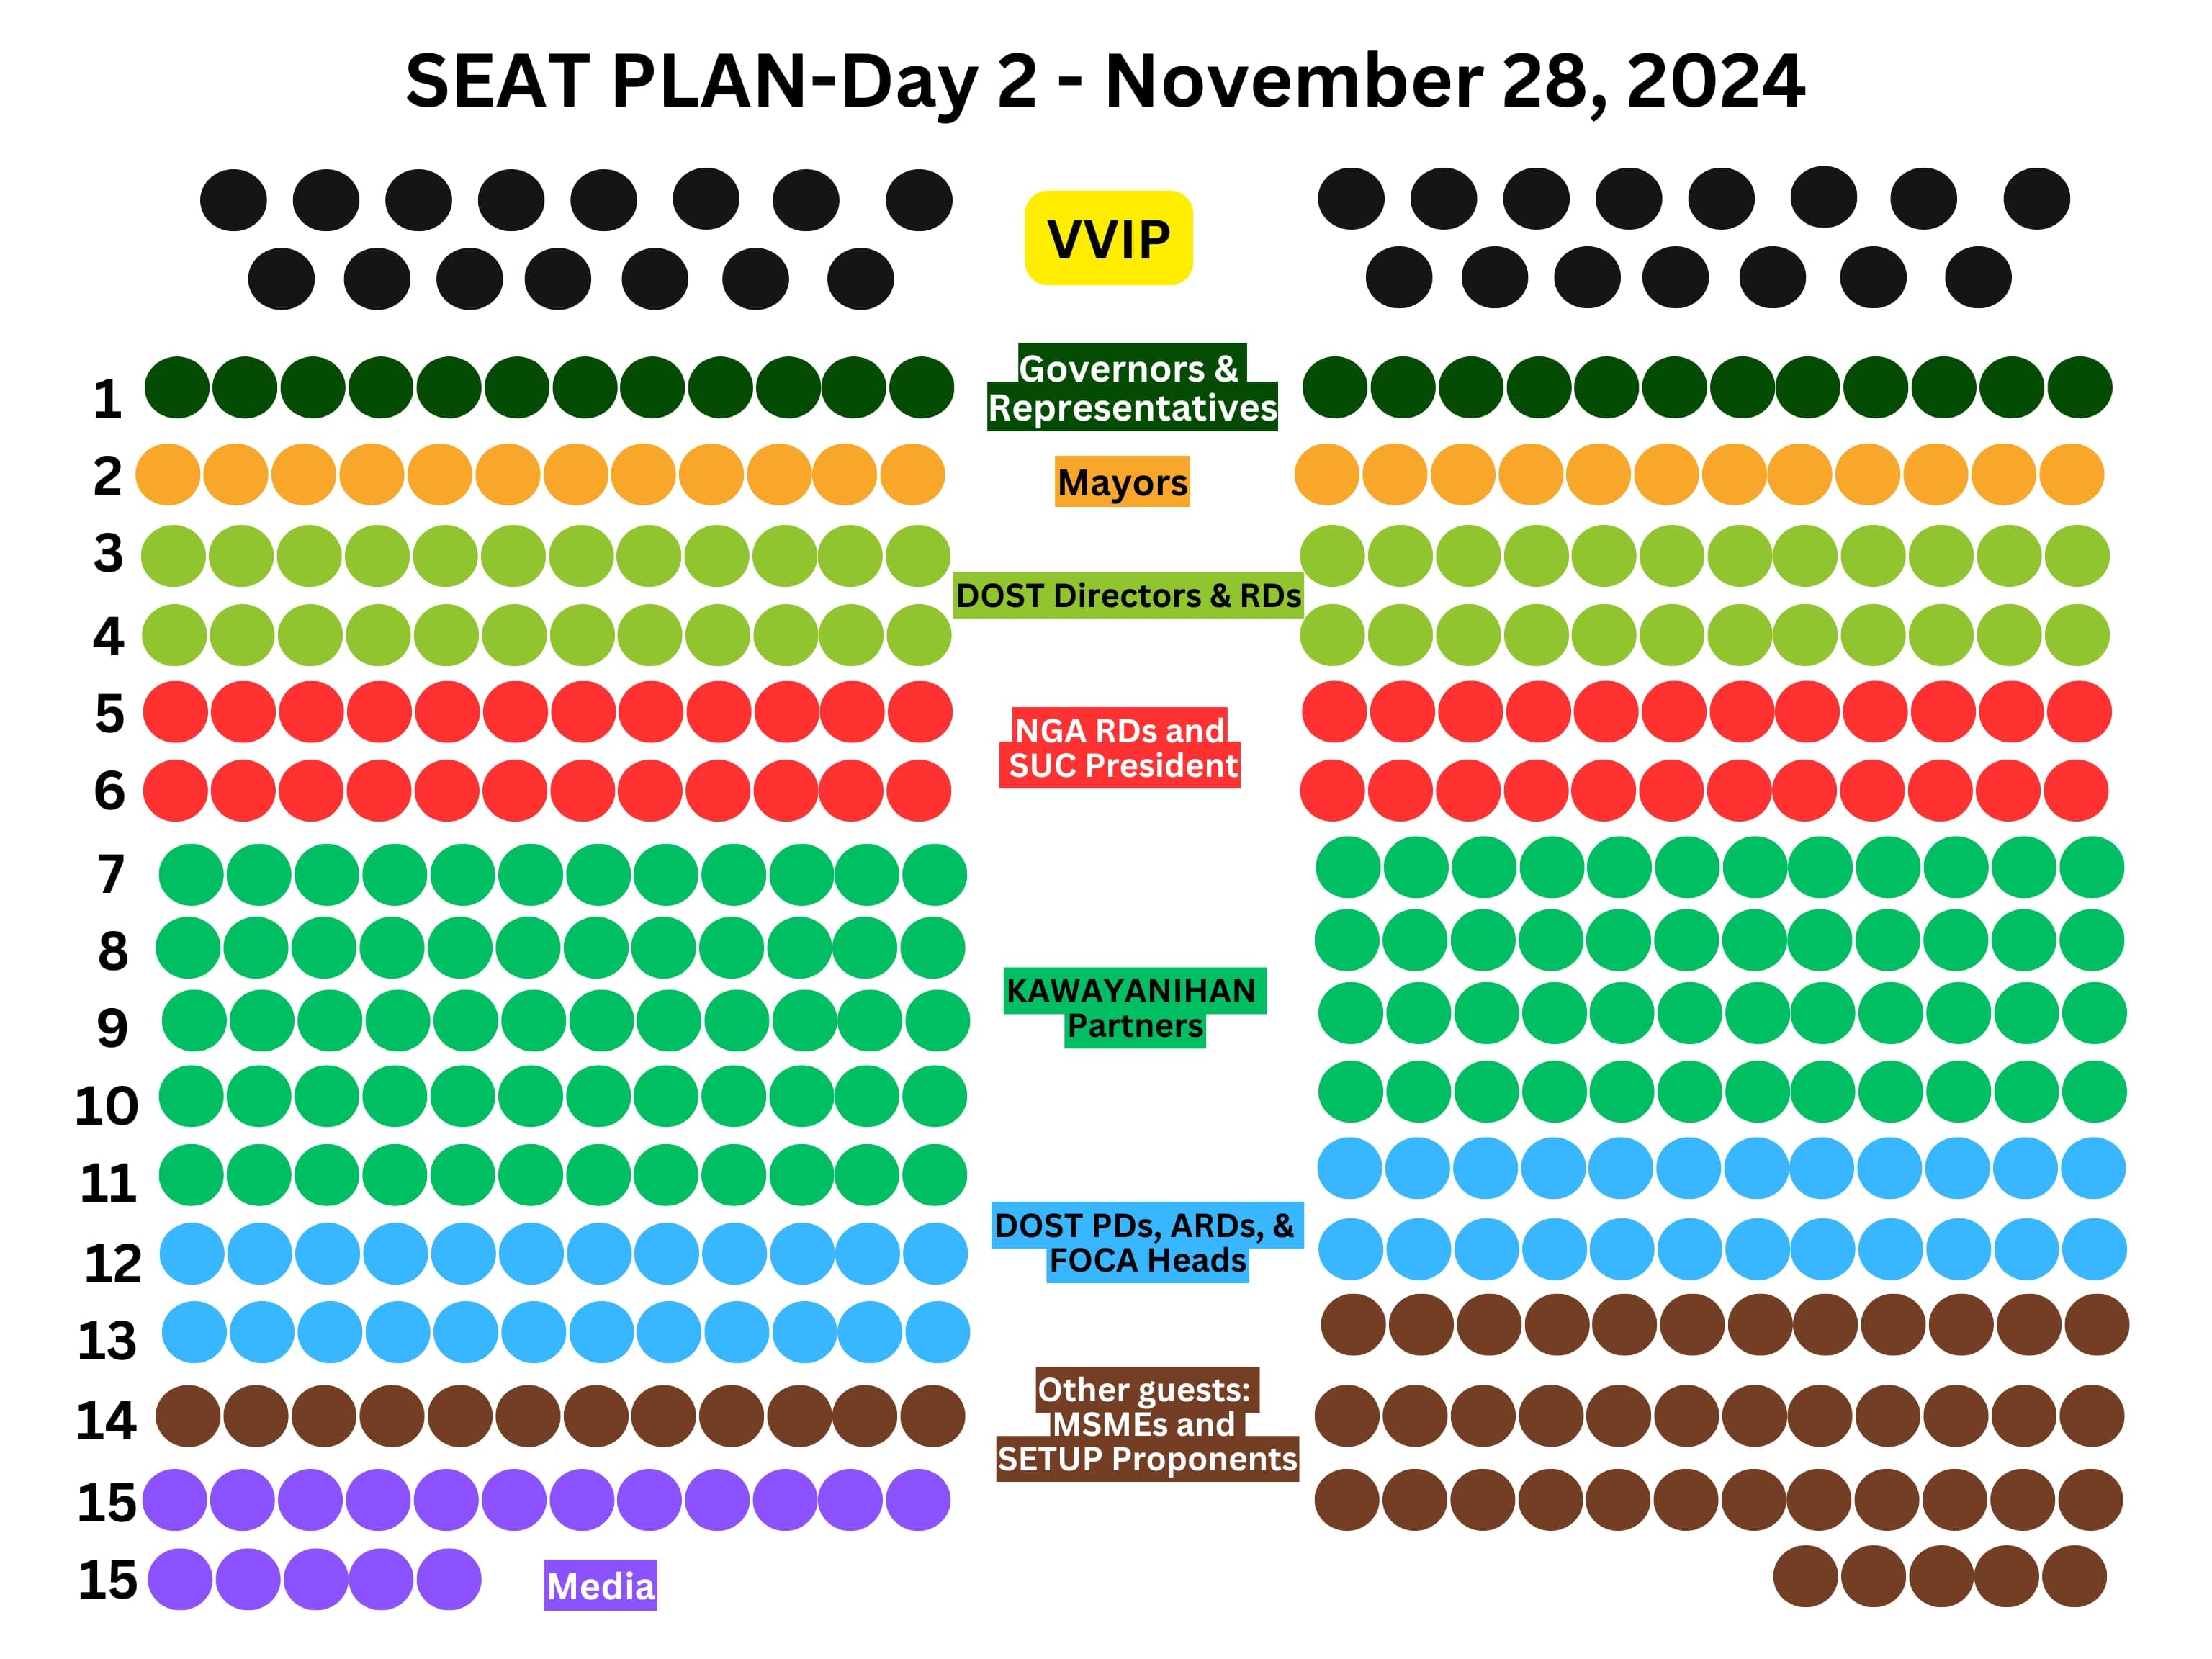 SEAT PLAN-Day 2 - November 28, 2024
VVIP
1
Governors &
Representatives
2
Mayors
3
DOST Directors & RDs
4
5
NGA RDs and
SUC President
6
7
8
9
KAWAYANIHAN
Partners
10
11
DOST PDs, ARDs, &
FOCA Heads
12
13
Other guests:
MSMEs and
SETUP Proponents
14
15
15
Media